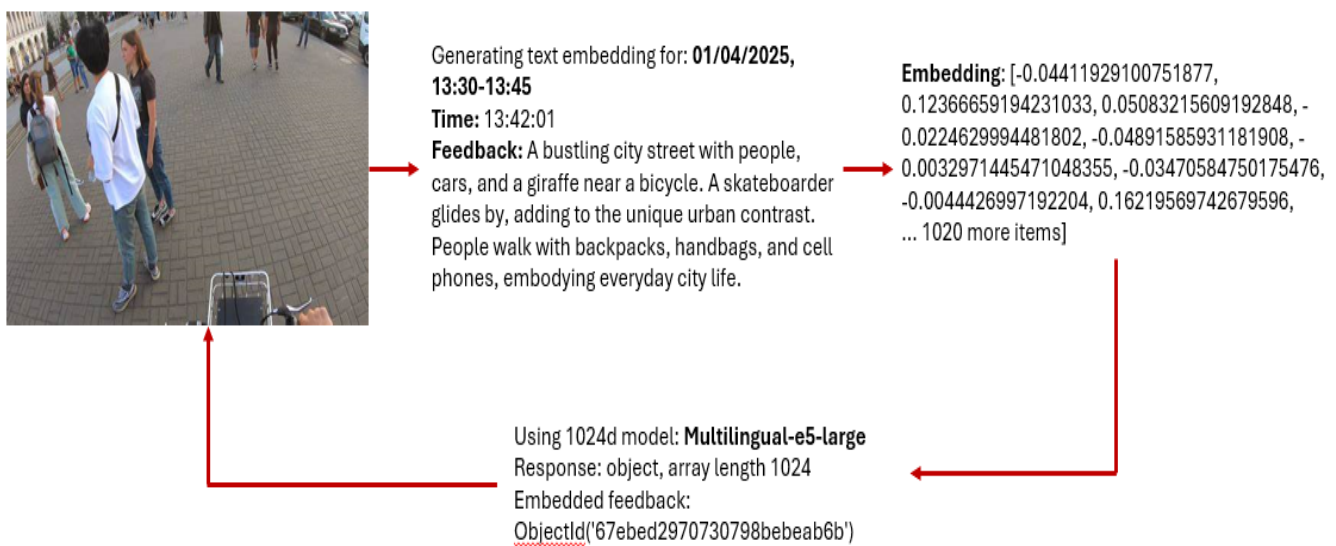 Generating text embedding for: 01/04/2025,
13:30-13:45
Time: 13:42:01
Feedback: A bustling city street with people,
cars, and a giraffe near a bicycle. A skateboarder
glides by, adding to the unique urban contrast.
People walk with backpacks, handbags, and cell
phones, embodying everyday city life.
Embedding: [-0.04411929100751877,
0.12366659194231033, 0.05083215609192848, -
0.0224629994481802, -0.04891585931181908, -
0.0032971445471048355, -0.03470584750175476,
-0.0044426997192204, 0.16219569742679596,
... 1020 more items]
Using 1024d model: Multilingual-e5-large
Response: object, array length 1024
Embedded feedback:
ObjectId('67ebed2970730798bebeab6b')